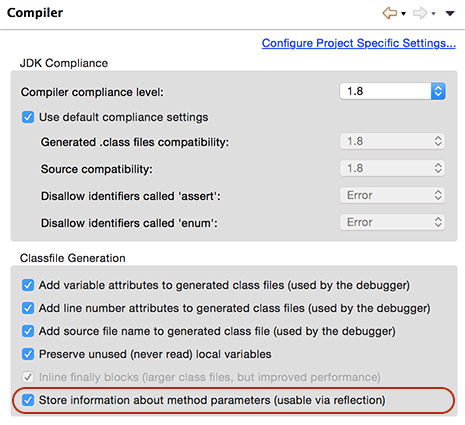 Compiler
Configure Project Specific Settings...
JDK Compliance
Compiler compliance level: 1.8
Use default compliance settings
Generated .class files compatibility: 1.8
Source compatibility: 1.8
Disallow identifiers called 'assert': Error
Disallow identifiers called 'enum': Error
Classfile Generation
Add variable attributes to generated class files (used by the debugger)
Add line number attributes to generated class files (used by the debugger)
Add source file name to generated class file (used by the debugger)
Preserve unused (never read) local variables
Inline finally blocks (larger class files, but improved performance)
Store information about method parameters (usable via reflection)